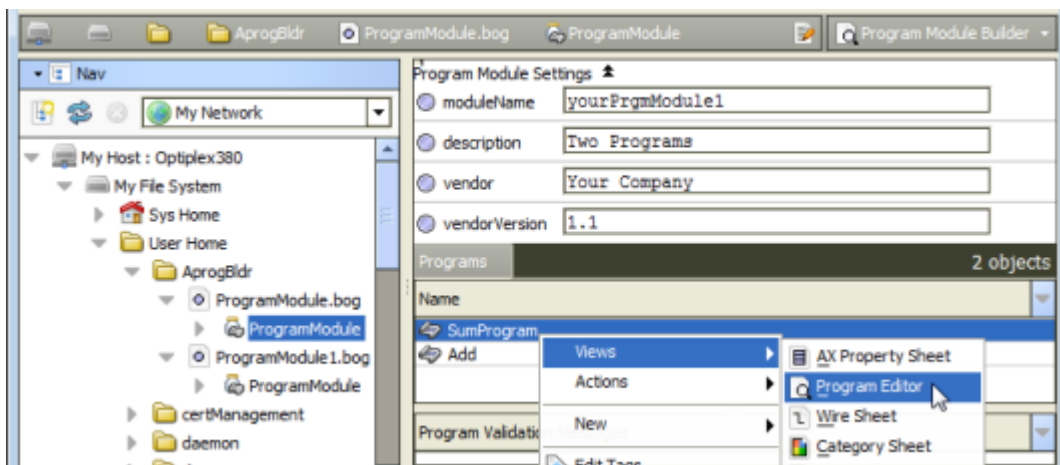 AprogBldr ProgramModule.bog ProgramModule Program Module Builder
Nav
My Network
My Host : Optiplex380
My File System
Sys Home
User Home
AprogBldr
ProgramModule.bog
ProgramModule
ProgramModule1.bog
ProgramModule
certManagement
daemon
Program Module Settings
moduleName yourPrgmModule1
description Two Programs
vendor Your Company
vendorVersion 1.1
Programs 2 objects
Name
SumProgram
Add
Views
Actions
New
Edit Tags
AX Property Sheet
Program Editor
Wire Sheet
Category Sheet
Program Validatio